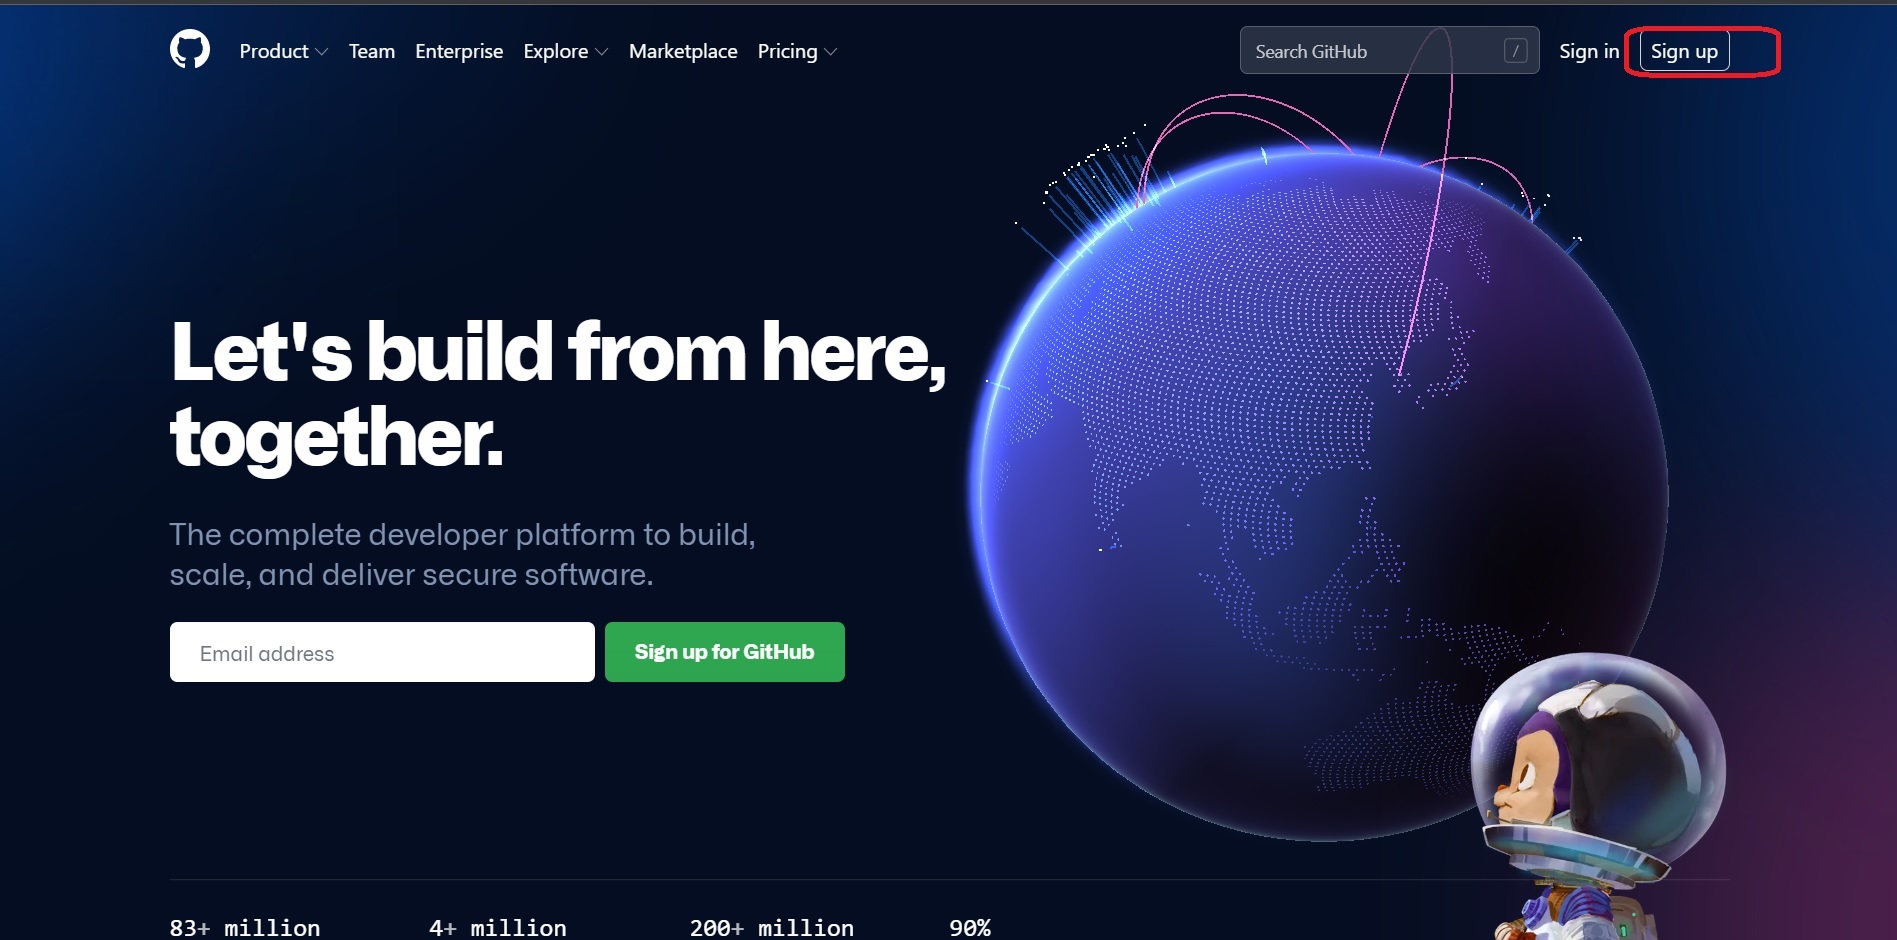 Product Team Enterprise Explore Marketplace Pricing Search GitHub / Sign in Sign up
Let's build from here,
together.
The complete developer platform to build,
scale, and deliver secure software.
Email address Sign up for GitHub
83+ million 4+ million 200+ million 90%